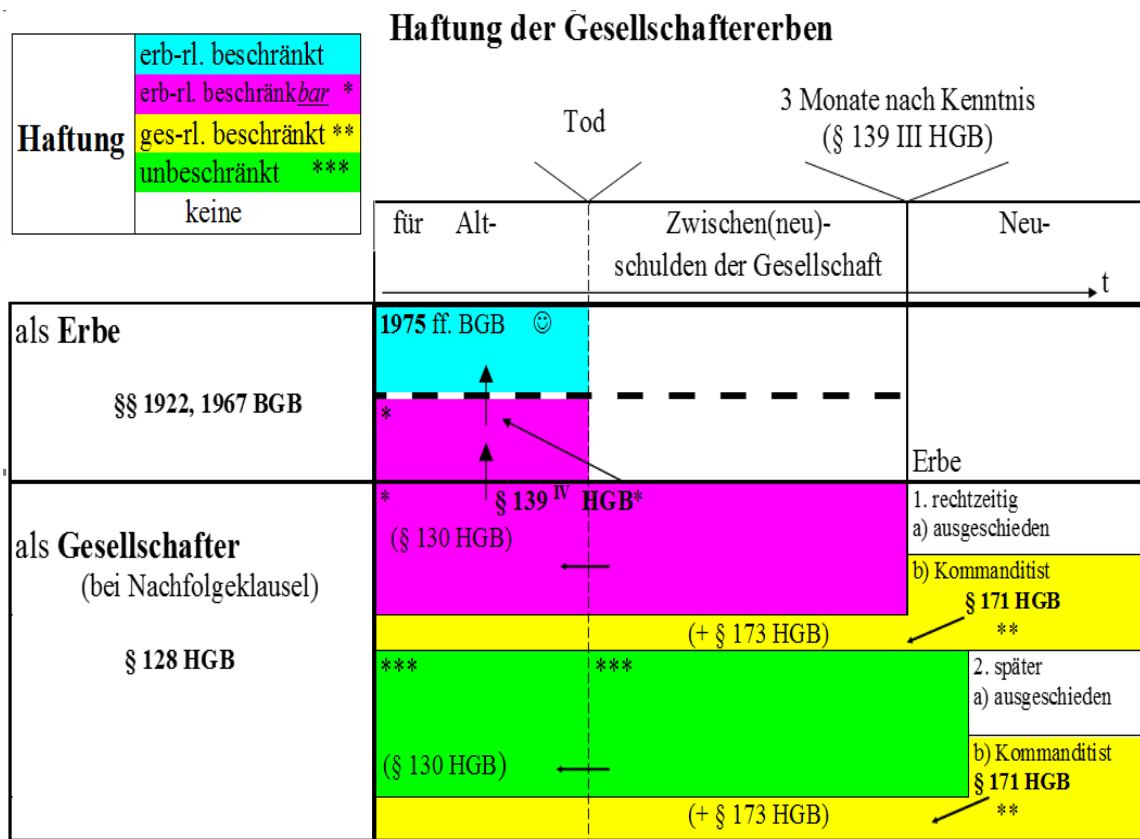 Haftung der Gesellschaftererben
Haftung
erb-rl. beschränkt
erb-rl. beschränkbar *
ges-rl. beschränkt **
unbeschränkt ***
keine
Tod
3 Monate nach Kenntnis
(§ 139 III HGB)
für Alt-
Zwischen(neu)-
Neu-
schulden der Gesellschaft
t
als Erbe
§§ 1922, 1967 BGB
1975 ff. BGB ☺
*
Erbe
als Gesellschafter
(bei Nachfolgeklausel)
§ 128 HGB
* § 139 IV HGB*
(§ 130 HGB)
1. rechtzeitig
a) ausgeschieden
b) Kommanditist
§ 171 HGB
**
(+ § 173 HGB)
*** ***
(§ 130 HGB)
2. später
a) ausgeschieden
b) Kommanditist
§ 171 HGB
**
(+ § 173 HGB)